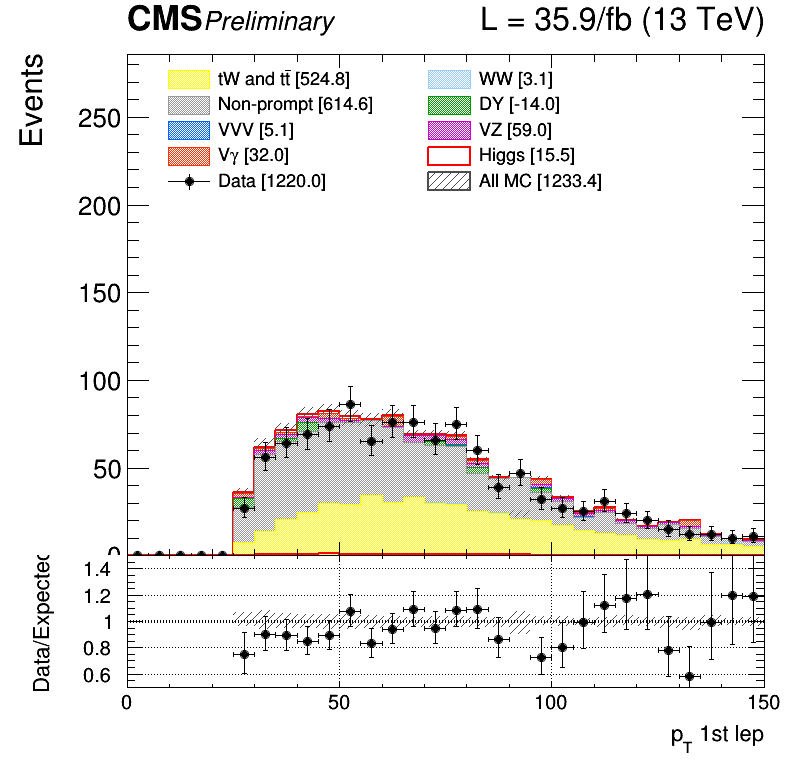 CMS Preliminary L = 35.9/fb (13 TeV)
Events
tW and tt̄ [524.8] WW [3.1]
Non-prompt [614.6] DY [-14.0]
VVV [5.1] VZ [59.0]
Vγ [32.0] Higgs [15.5]
Data [1220.0] All MC [1233.4]
250
200
150
100
50
0
Data/Expected
1.4
1.2
1
0.8
0.6
0 50 100 150
p_T 1st lep